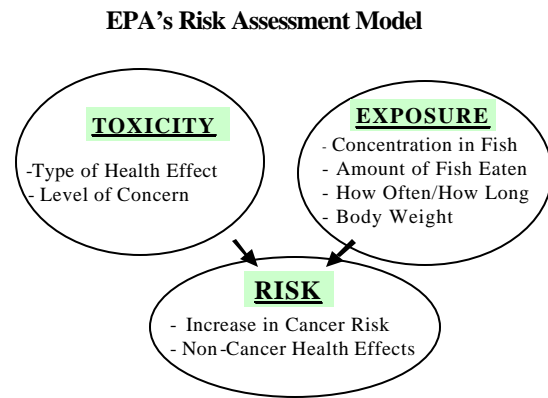 EPA's Risk Assessment Model
TOXICITY
-Type of Health Effect
- Level of Concern
EXPOSURE
- Concentration in Fish
- Amount of Fish Eaten
- How Often/How Long
- Body Weight
RISK
- Increase in Cancer Risk
- Non-Cancer Health Effects